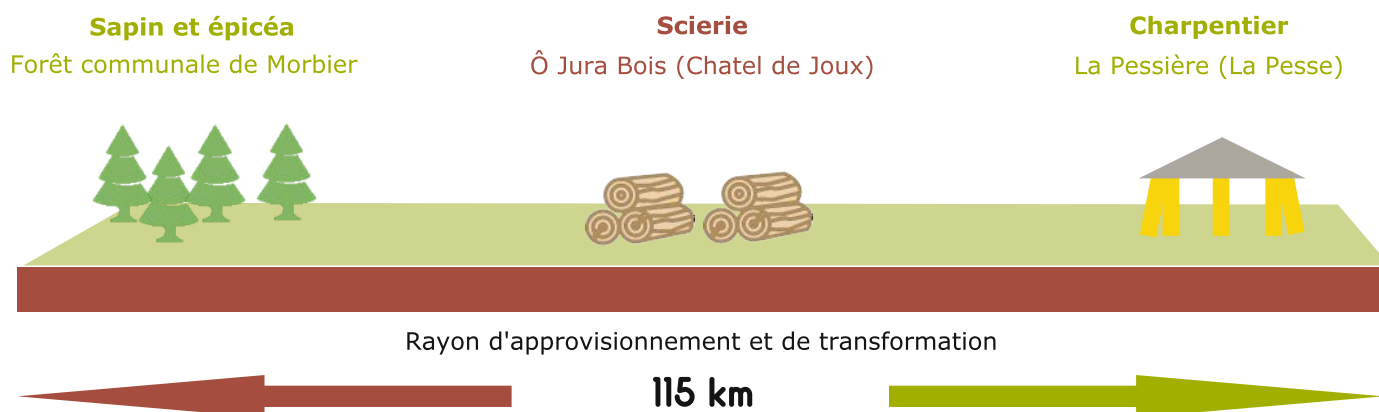 Sapin et épicéa
Forêt communale de Morbier
Scierie
Ô Jura Bois (Chatel de Joux)
Charpentier
La Pessière (La Pesse)
Rayon d'approvisionnement et de transformation
115 km